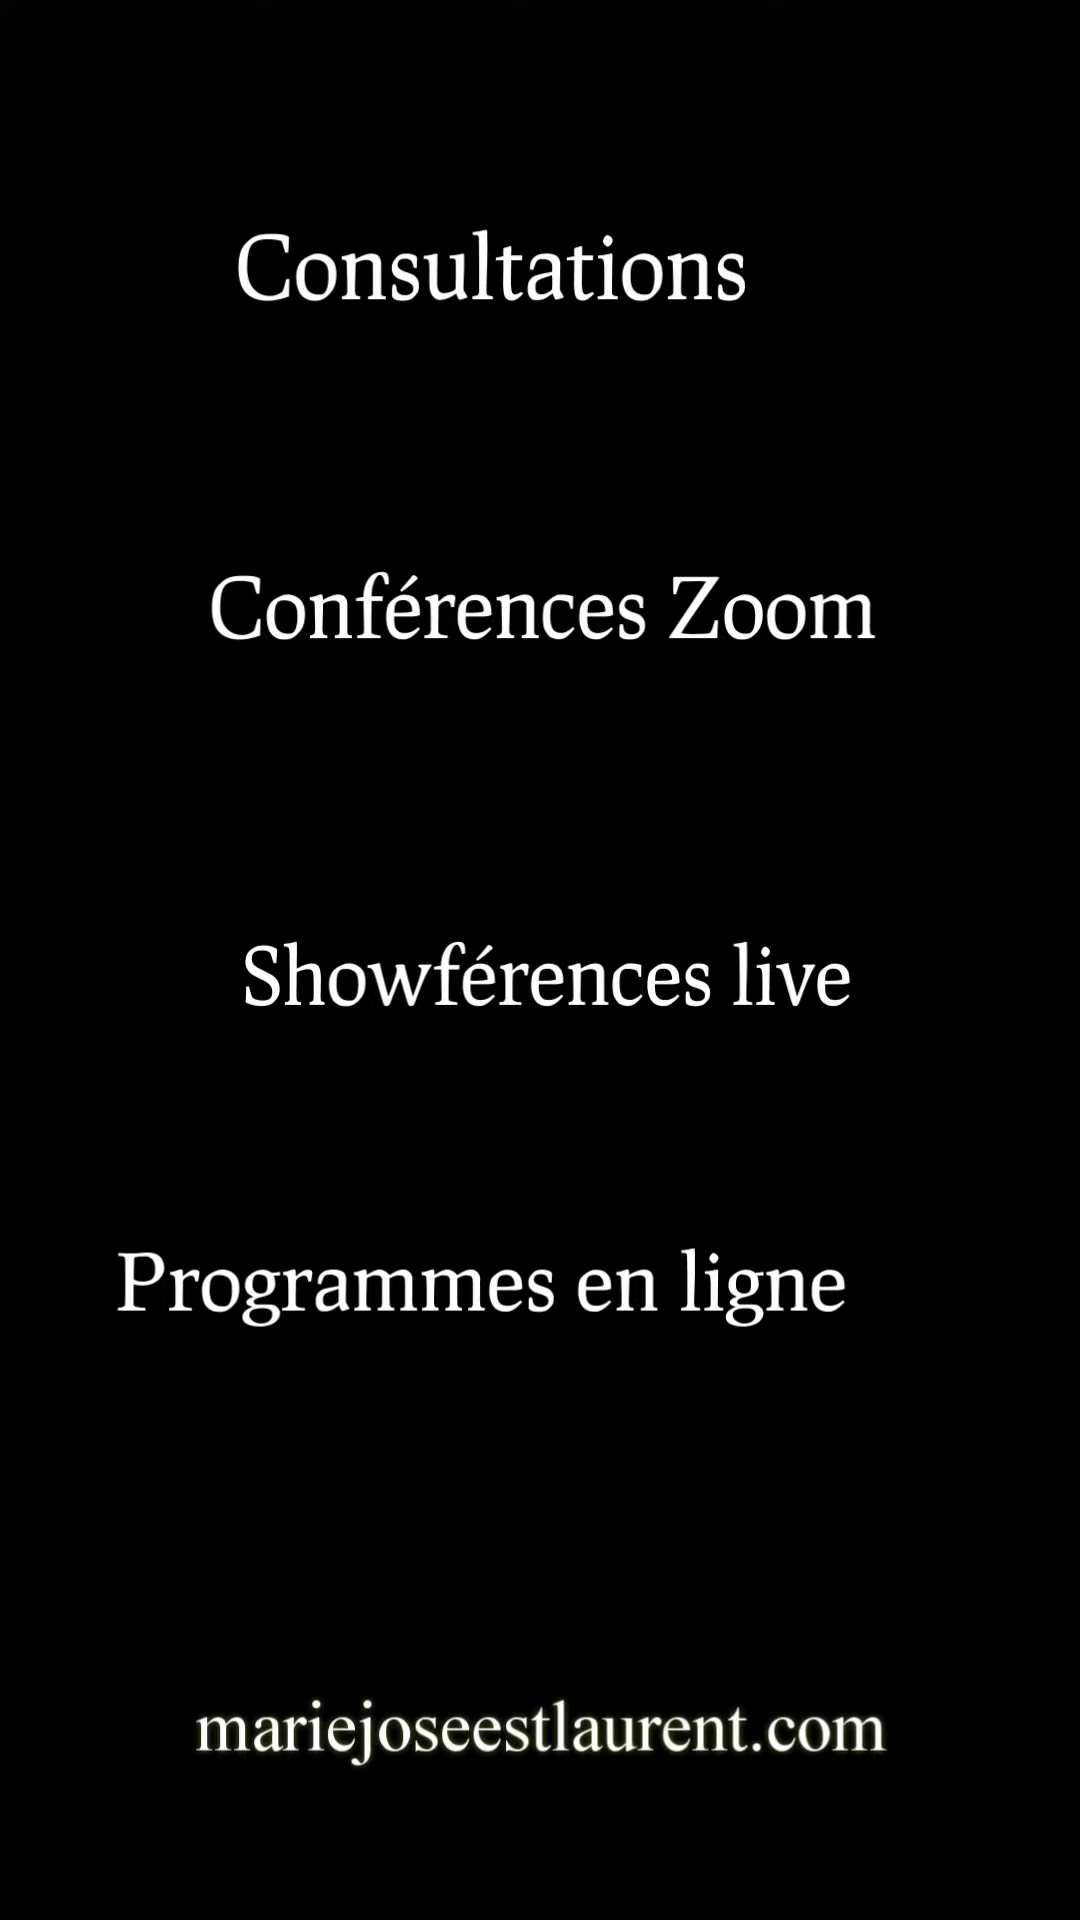 Consultations
Conférences Zoom
Showférences live
Programmes en ligne
mariejoseestlaurent.com